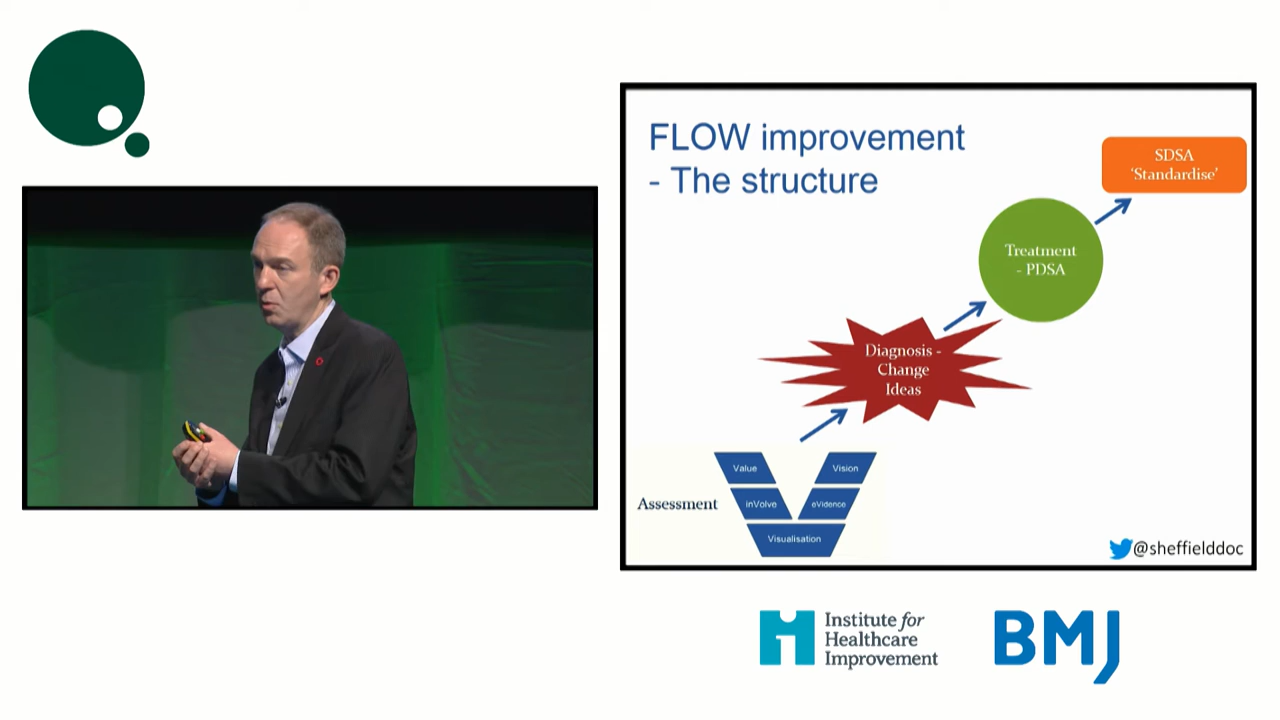 FLOW improvement
- The structure
SDSA
‘Standardise’
Treatment
- PDSA
Diagnosis -
Change
Ideas
Value
Vision
Assessment
inVolve
eVidence
Visualisation
@sheffielddoc
Institute for
Healthcare
Improvement
BMJ